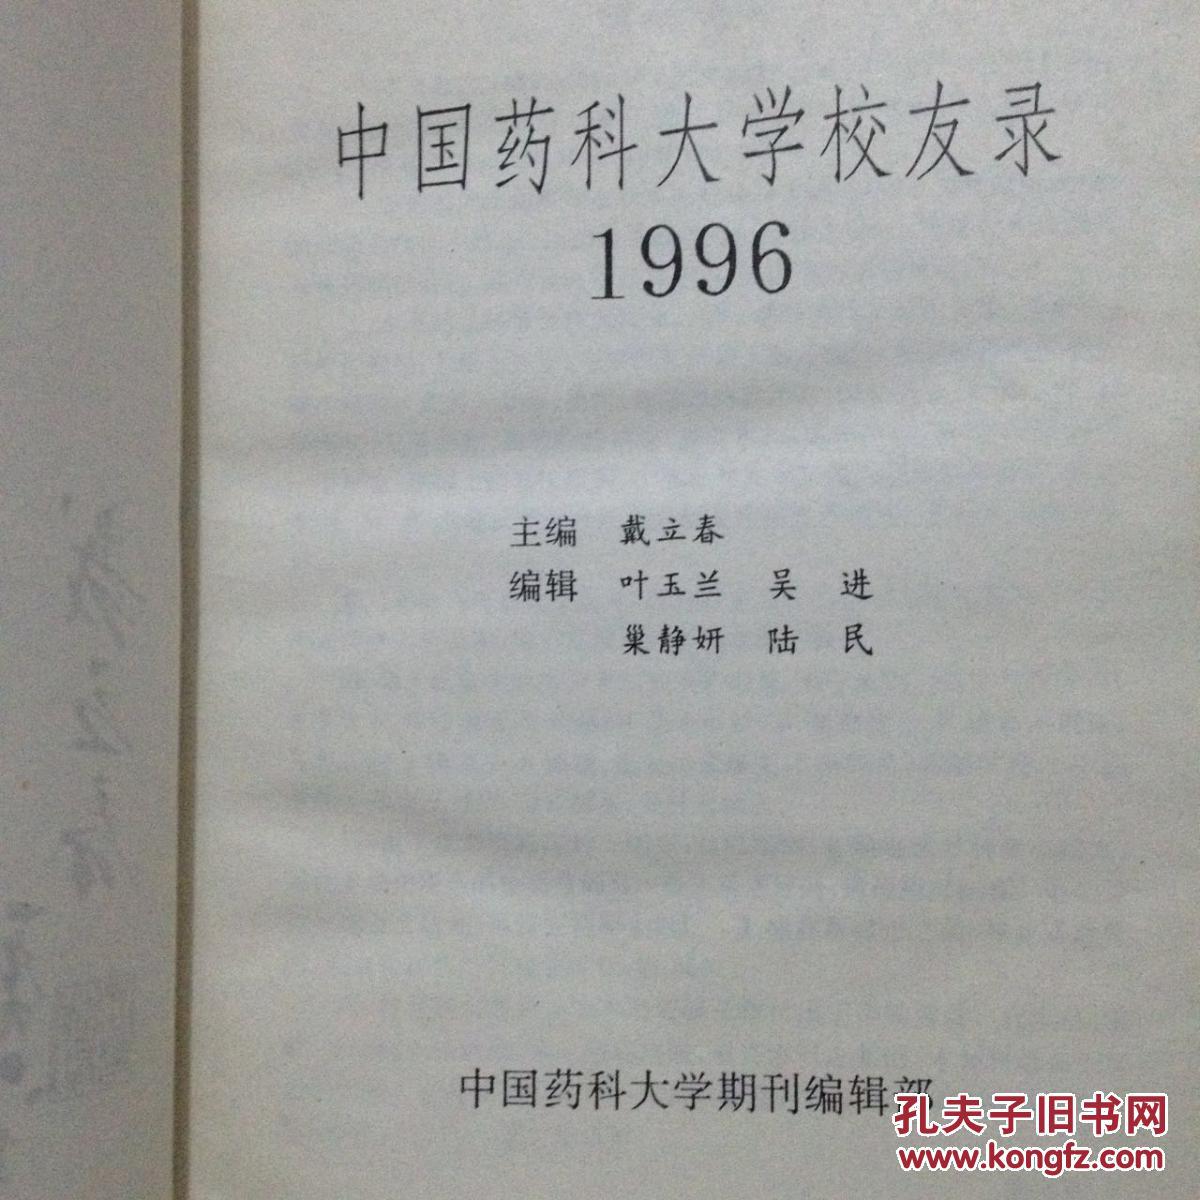 中国药科大学校友录
1996
主编 戴立春
编辑 叶玉兰 吴 进
巢静妍 陆 民
中国药科大学期刊编辑部
孔夫子旧书网
www.kongfz.com